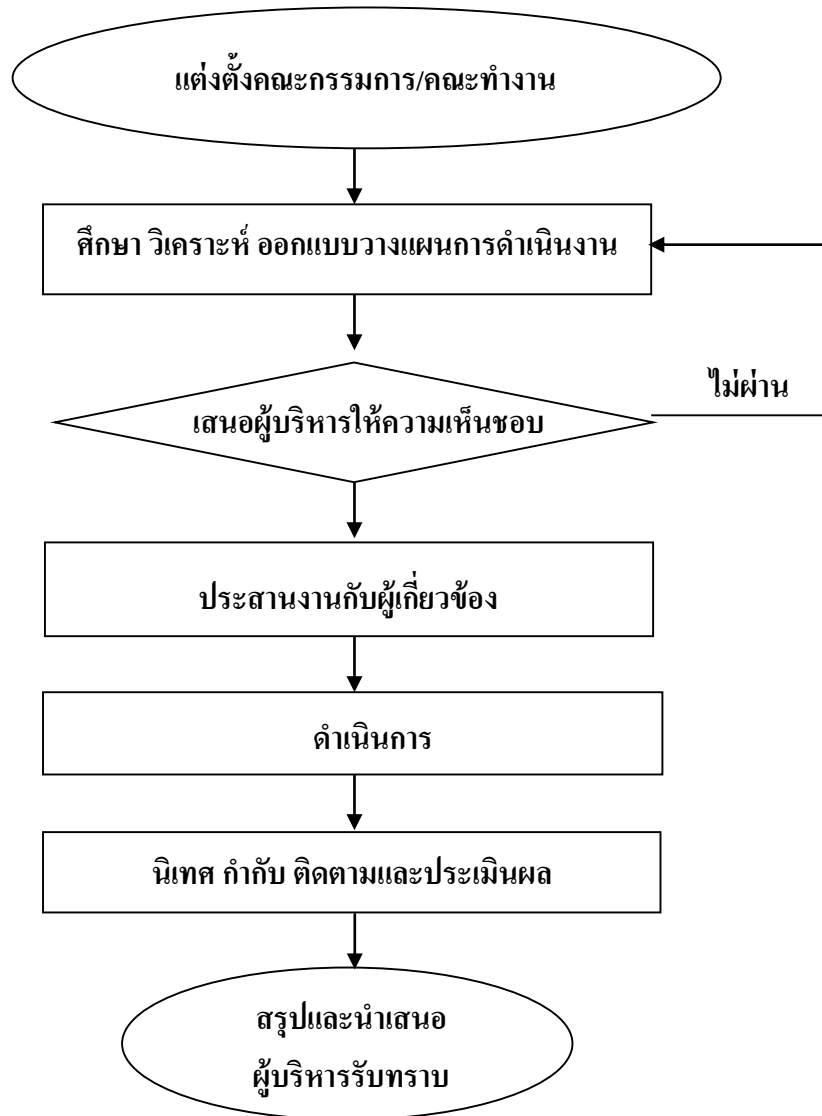 แต่งตั้งคณะกรรมการ/คณะทำงาน
ศึกษา วิเคราะห์ ออกแบบวางแผนการดำเนินงาน
ไม่ผ่าน
เสนอผู้บริหารให้ความเห็นชอบ
ประสานงานกับผู้เกี่ยวข้อง
ดำเนินการ
นิเทศ กำกับ ติดตามและประเมินผล
สรุปและนำเสนอ
ผู้บริหารรับทราบ